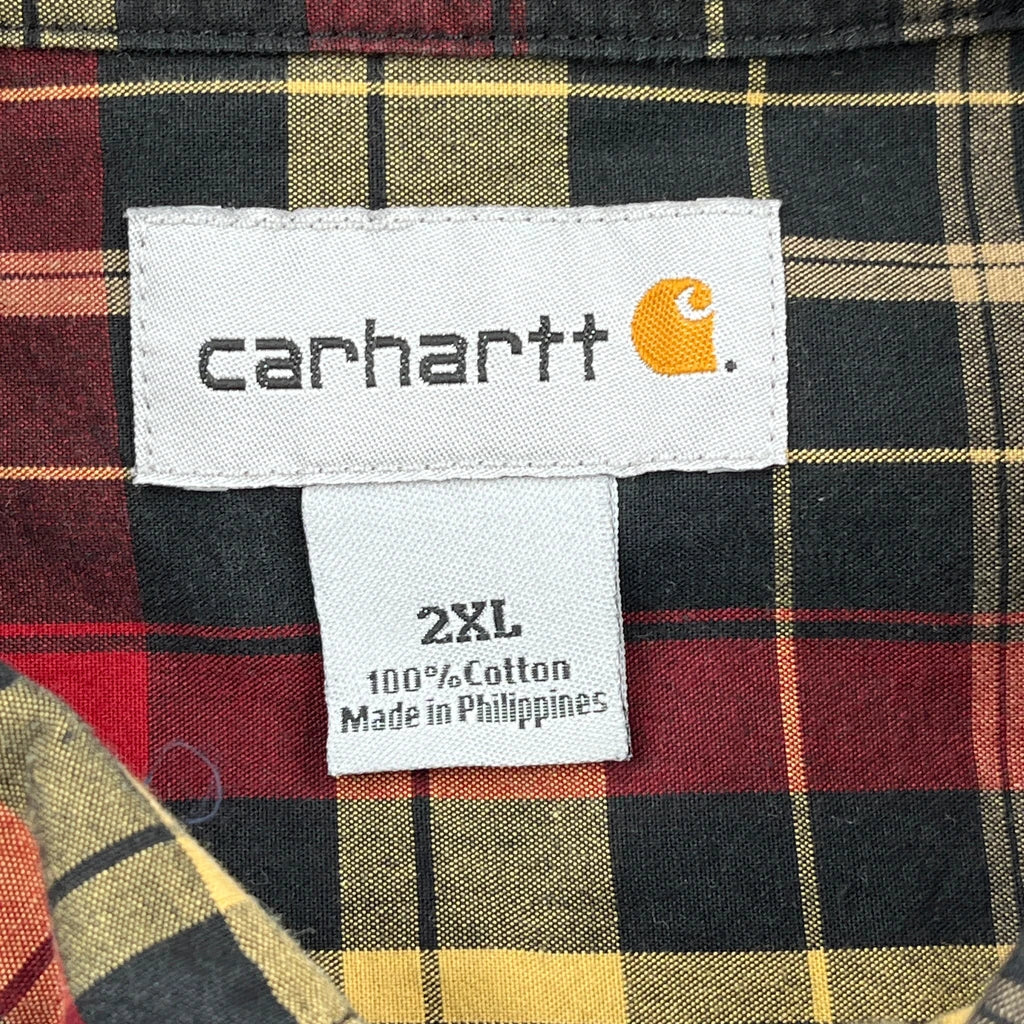 carhartt
2XL
100%Cotton
Made in Philippines